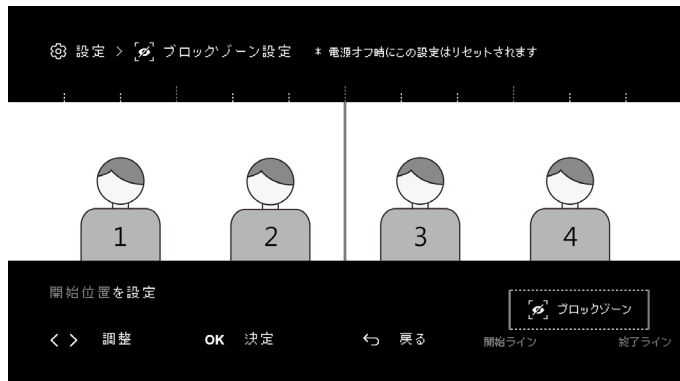 設定 > ブロックゾーン設定 * 電源オフ時にこの設定はリセットされます
1 2 3 4
開始位置を設定
ブロックゾーン
< > 調整 OK 決定 戻る 開始ライン 終了ライン